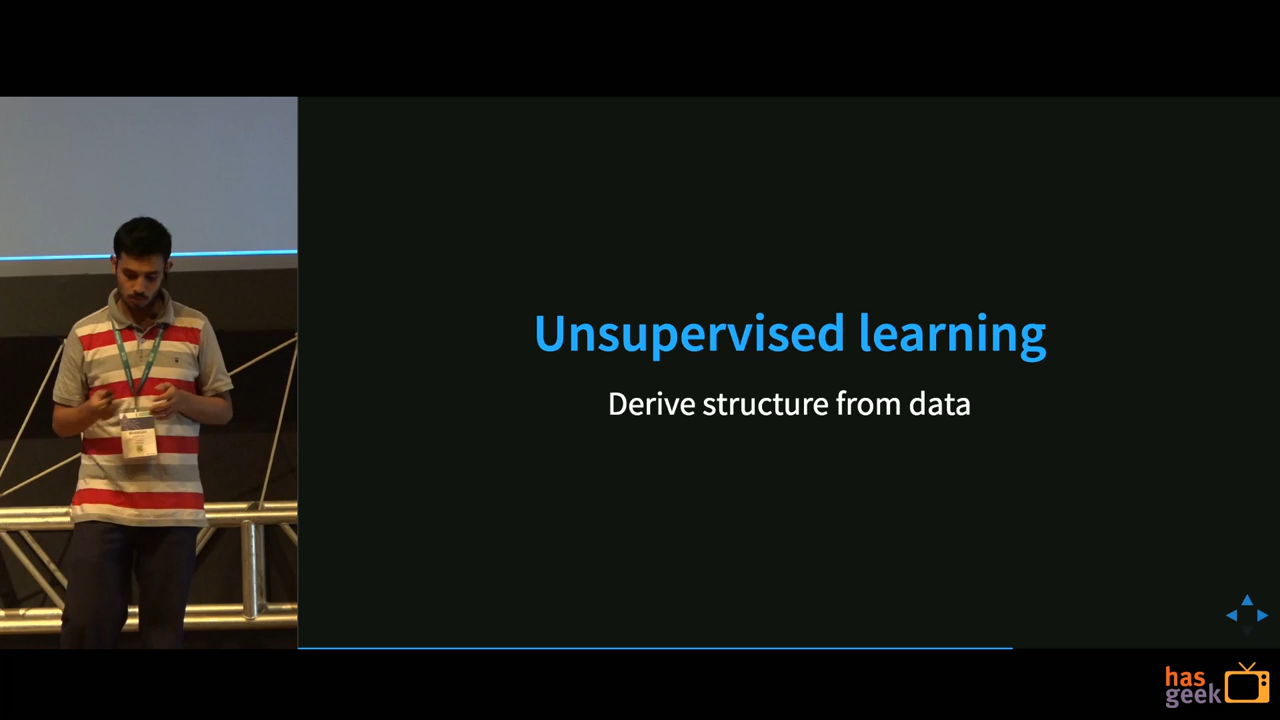 Unsupervised learning
Derive structure from data
has
geek